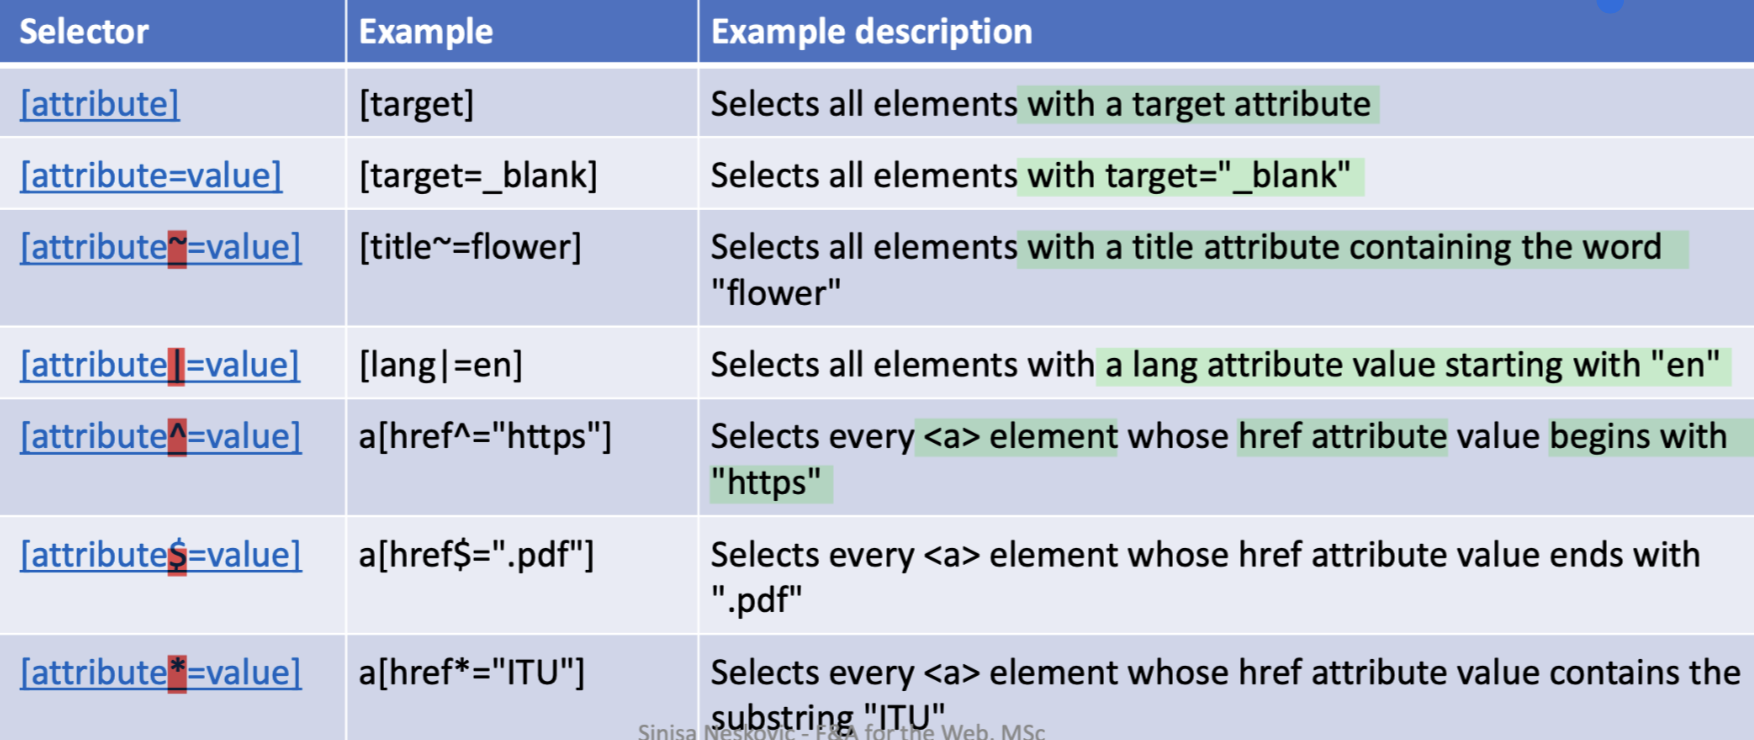 Selector Example Example description
[attribute] [target] Selects all elements with a target attribute
[attribute=value] [target=_blank] Selects all elements with target="_blank"
[attribute~=value] [title~=flower] Selects all elements with a title attribute containing the word
"flower"
[attribute|=value] [lang|=en] Selects all elements with a lang attribute value starting with "en"
[attribute^=value] a[href^="https"] Selects every <a> element whose href attribute value begins with
"https"
[attribute$=value] a[href$=".pdf"] Selects every <a> element whose href attribute value ends with
".pdf"
[attribute*=value] a[href*="ITU"] Selects every <a> element whose href attribute value contains the
substring "ITU"
Sinisa Neskovic - F&A for the Web, MSc